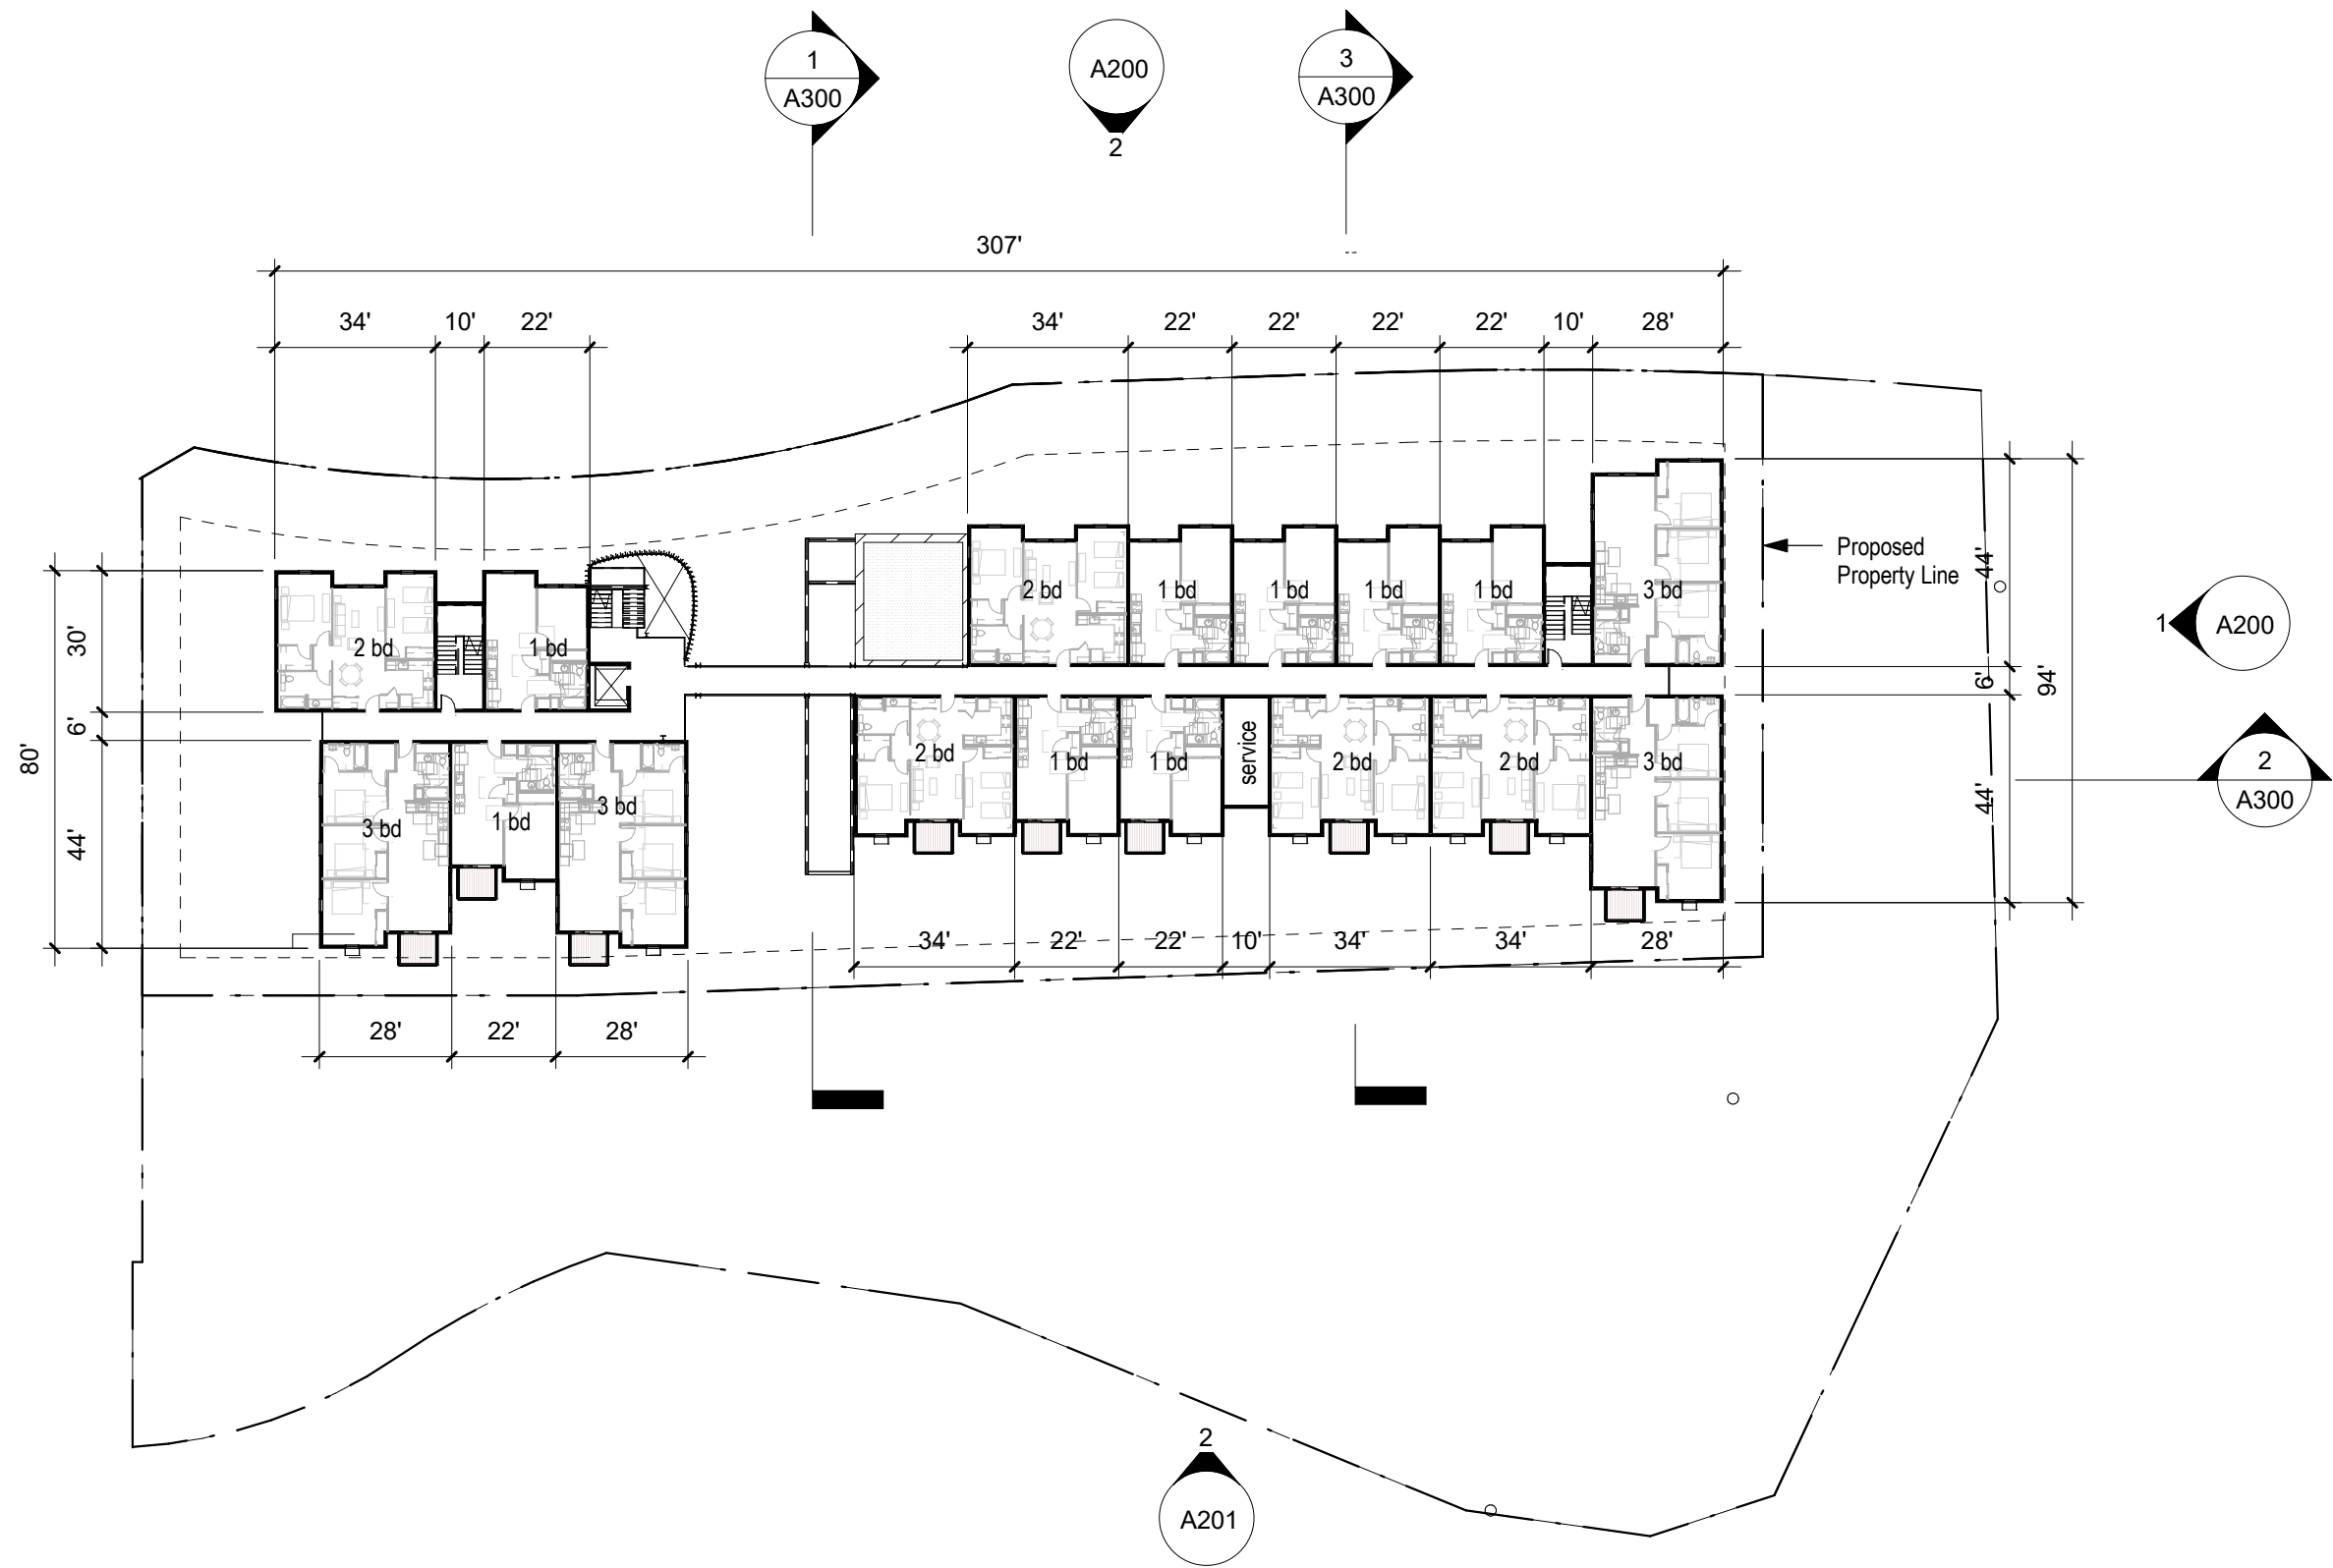 1
A300
A200
2
3
A300
307'
34'
10'
22'
34'
22'
22'
22'
22'
10'
28'
Proposed
Property Line
2 bd
1 bd
2 bd
1 bd
1 bd
1 bd
1 bd
3 bd
44'
6'
44'
94'
1
A200
2
A300
30'
6'
44'
80'
3 bd
1 bd
3 bd
2 bd
1 bd
1 bd
service
2 bd
2 bd
3 bd
34'
22'
22'
10'
34'
34'
28'
28'
22'
28'
2
A201